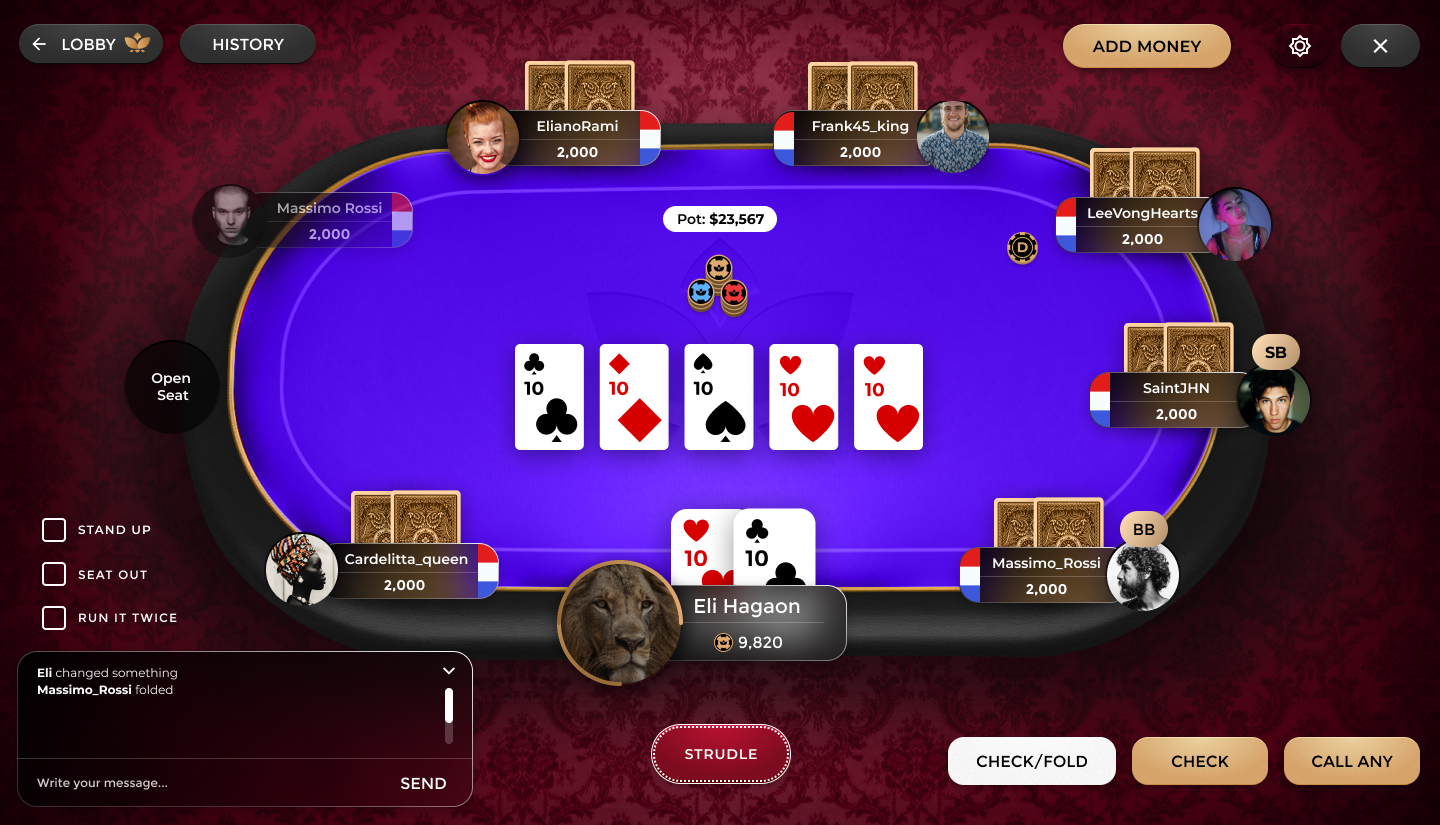 LOBBY
HISTORY
ADD MONEY
ElianoRami
2,000
Frank45_king
2,000
Massimo Rossi
2,000
LeeVongHearts
2,000
Pot: $23,567
D
SB
SaintJHN
2,000
Open
Seat
10
10
10
10
10
STAND UP
SEAT OUT
RUN IT TWICE
Cardelitta_queen
2,000
10
10
Eli Hagaon
9,820
BB
Massimo_Rossi
2,000
Eli changed something
Massimo_Rossi folded
Write your message...
SEND
STRUDLE
CHECK/FOLD
CHECK
CALL ANY